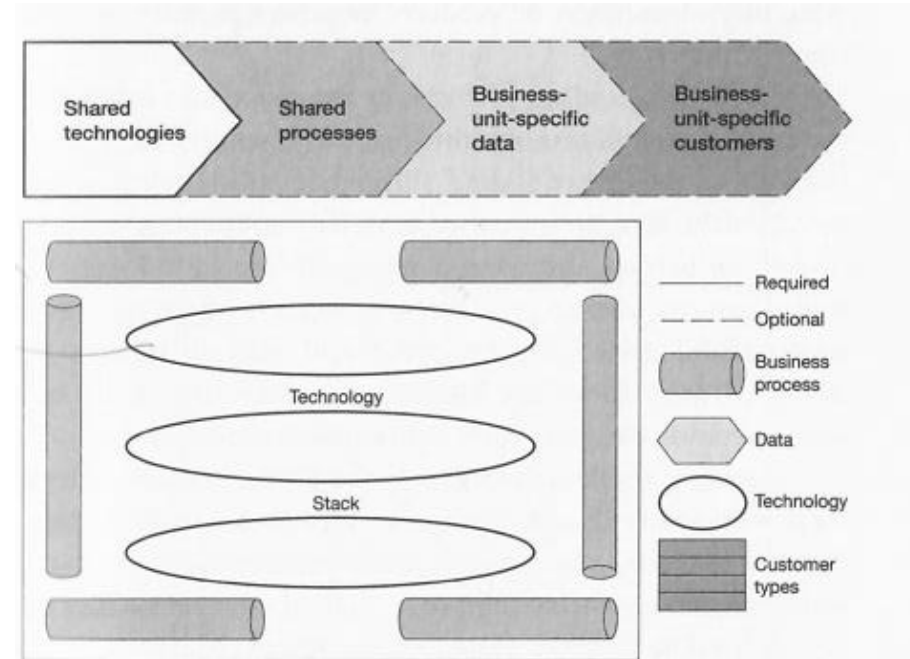 Shared
technologies
Shared
processes
Business-
unit-specific
data
Business-
unit-specific
customers
Technology
Stack
Required
Optional
Business
process
Data
Technology
Customer
types